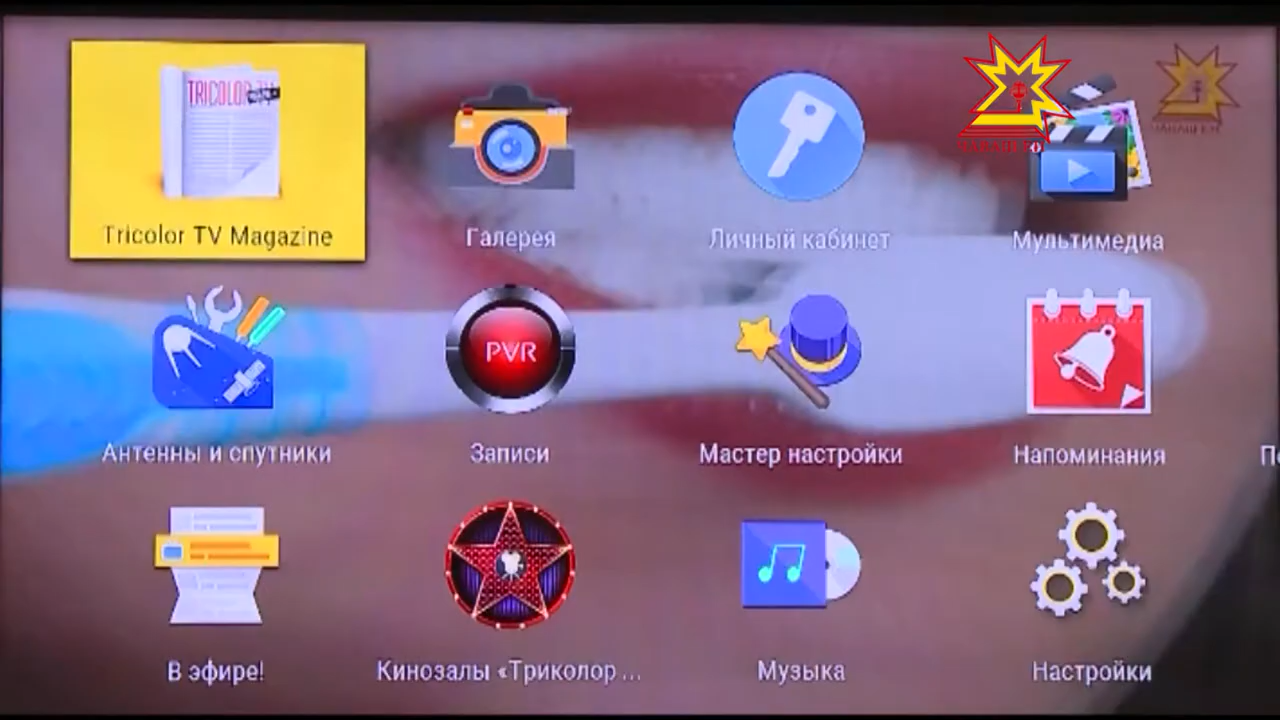 TRICOLOR TV
Tricolor TV Magazine
Галерея
Личный кабинет
Мультимедиа
Антенны и спутники
PVR
Записи
Мастер настройки
Напоминания
В эфире!
Кинозалы «Триколор ...
Музыка
Настройки